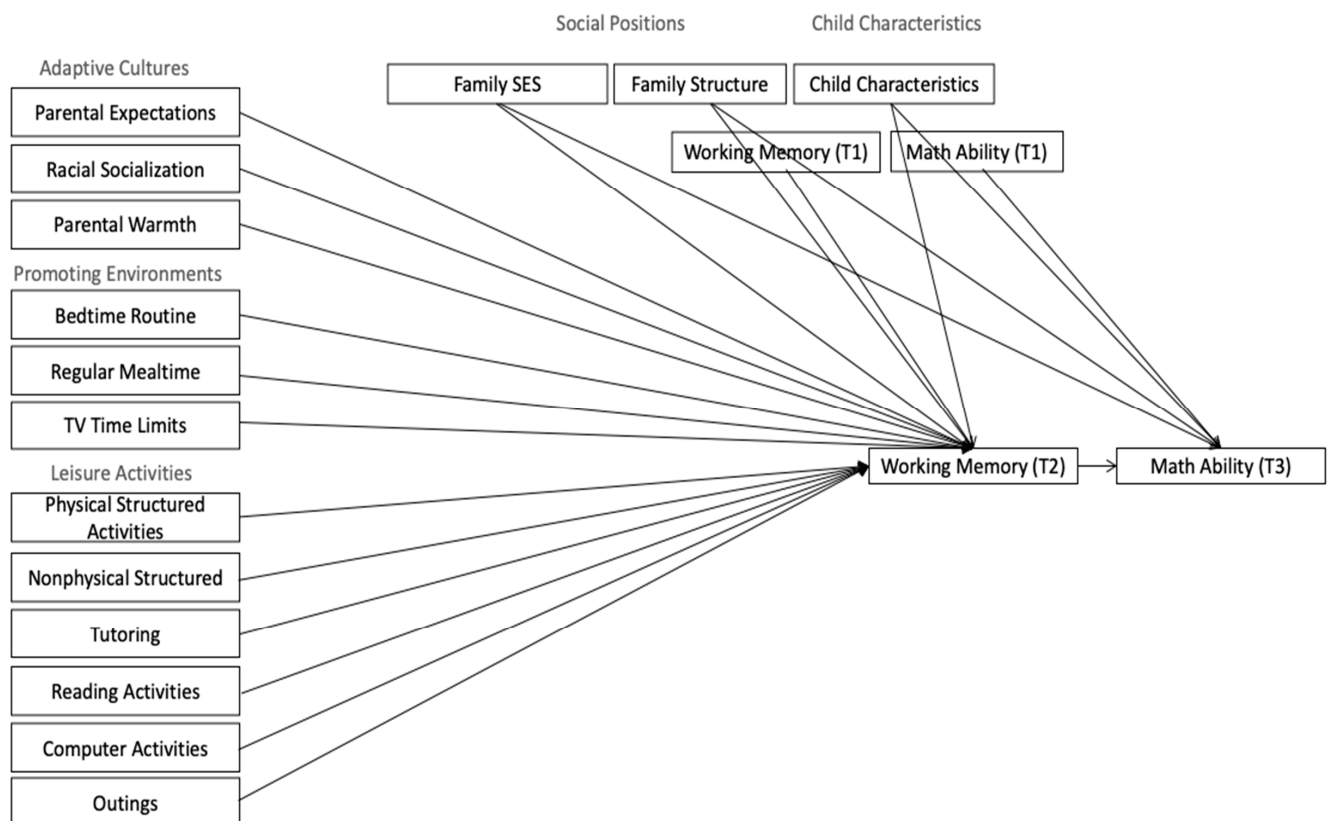 Social Positions
Child Characteristics
Adaptive Cultures
Family SES
Family Structure
Child Characteristics
Parental Expectations
Working Memory (T1)
Math Ability (T1)
Racial Socialization
Parental Warmth
Promoting Environments
Bedtime Routine
Regular Mealtime
TV Time Limits
Working Memory (T2)
Math Ability (T3)
Leisure Activities
Physical Structured
Activities
Nonphysical Structured
Tutoring
Reading Activities
Computer Activities
Outings